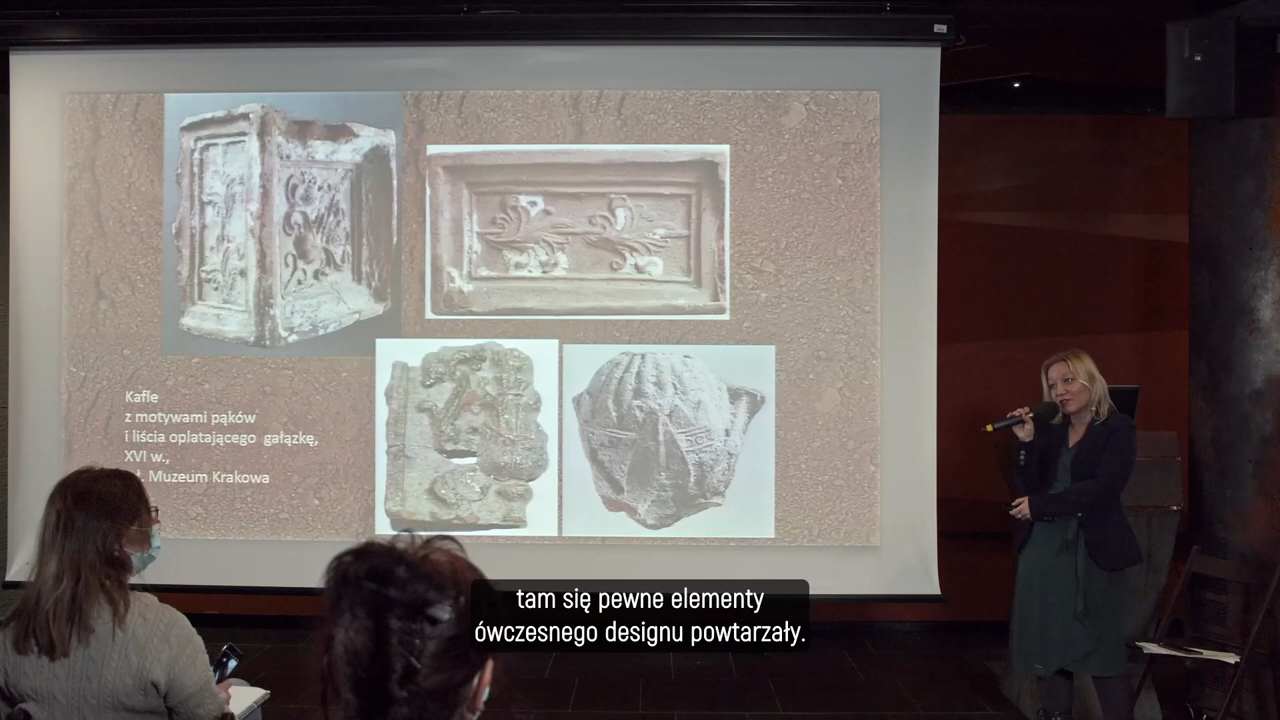 Kafle
z motywami pąków
i liścia oplatającego gałązkę,
XVI w.,
Muzeum Krakowa
tam się pewne elementy
ówczesnego designu powtarzały.